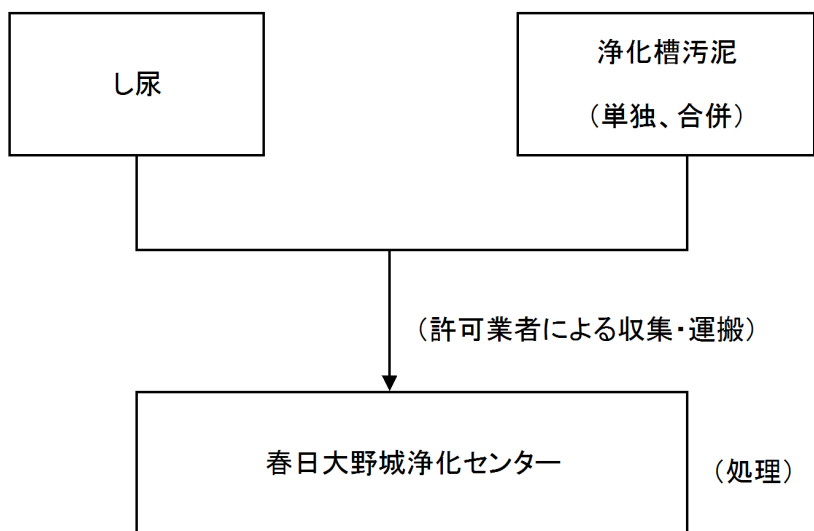 し尿
浄化槽汚泥
（単独、合併）
（許可業者による収集・運搬）
春日大野城浄化センター
（処理）